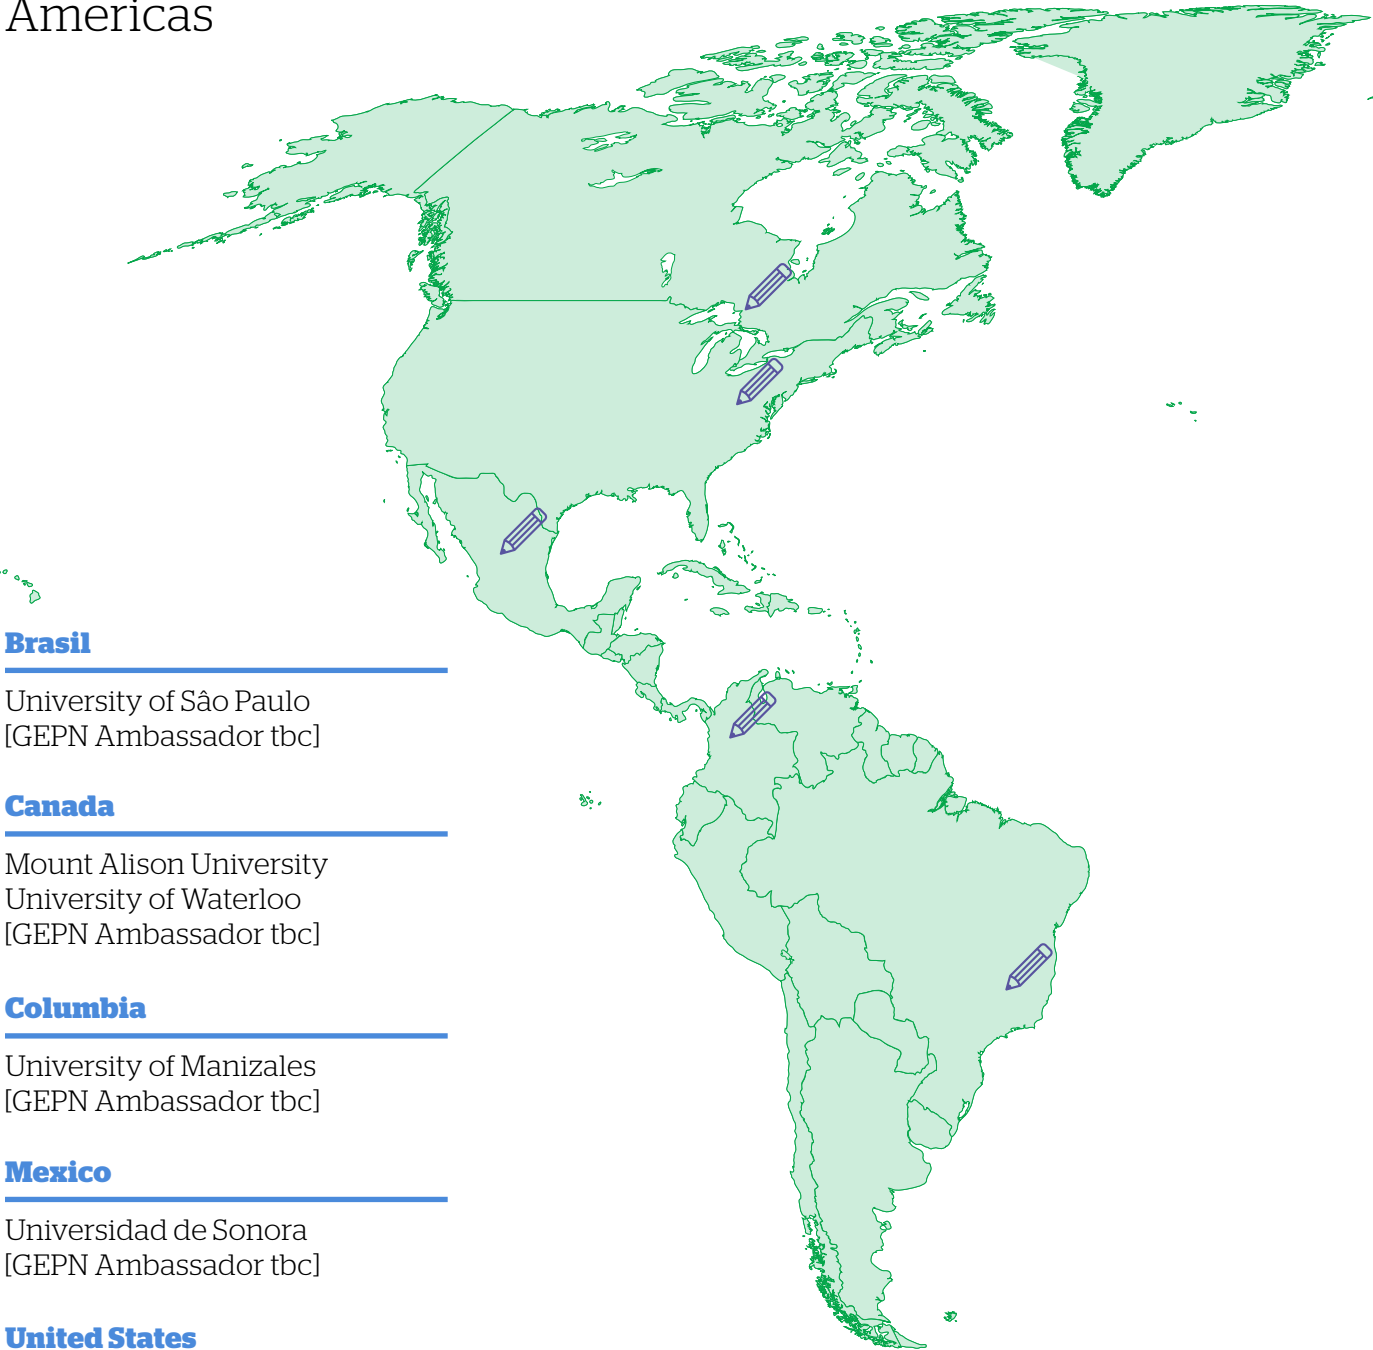 Americas
Brasil
University of Sâo Paulo
[GEPN Ambassador tbc]
Canada
Mount Alison University
University of Waterloo
[GEPN Ambassador tbc]
Columbia
University of Manizales
[GEPN Ambassador tbc]
Mexico
Universidad de Sonora
[GEPN Ambassador tbc]
United States